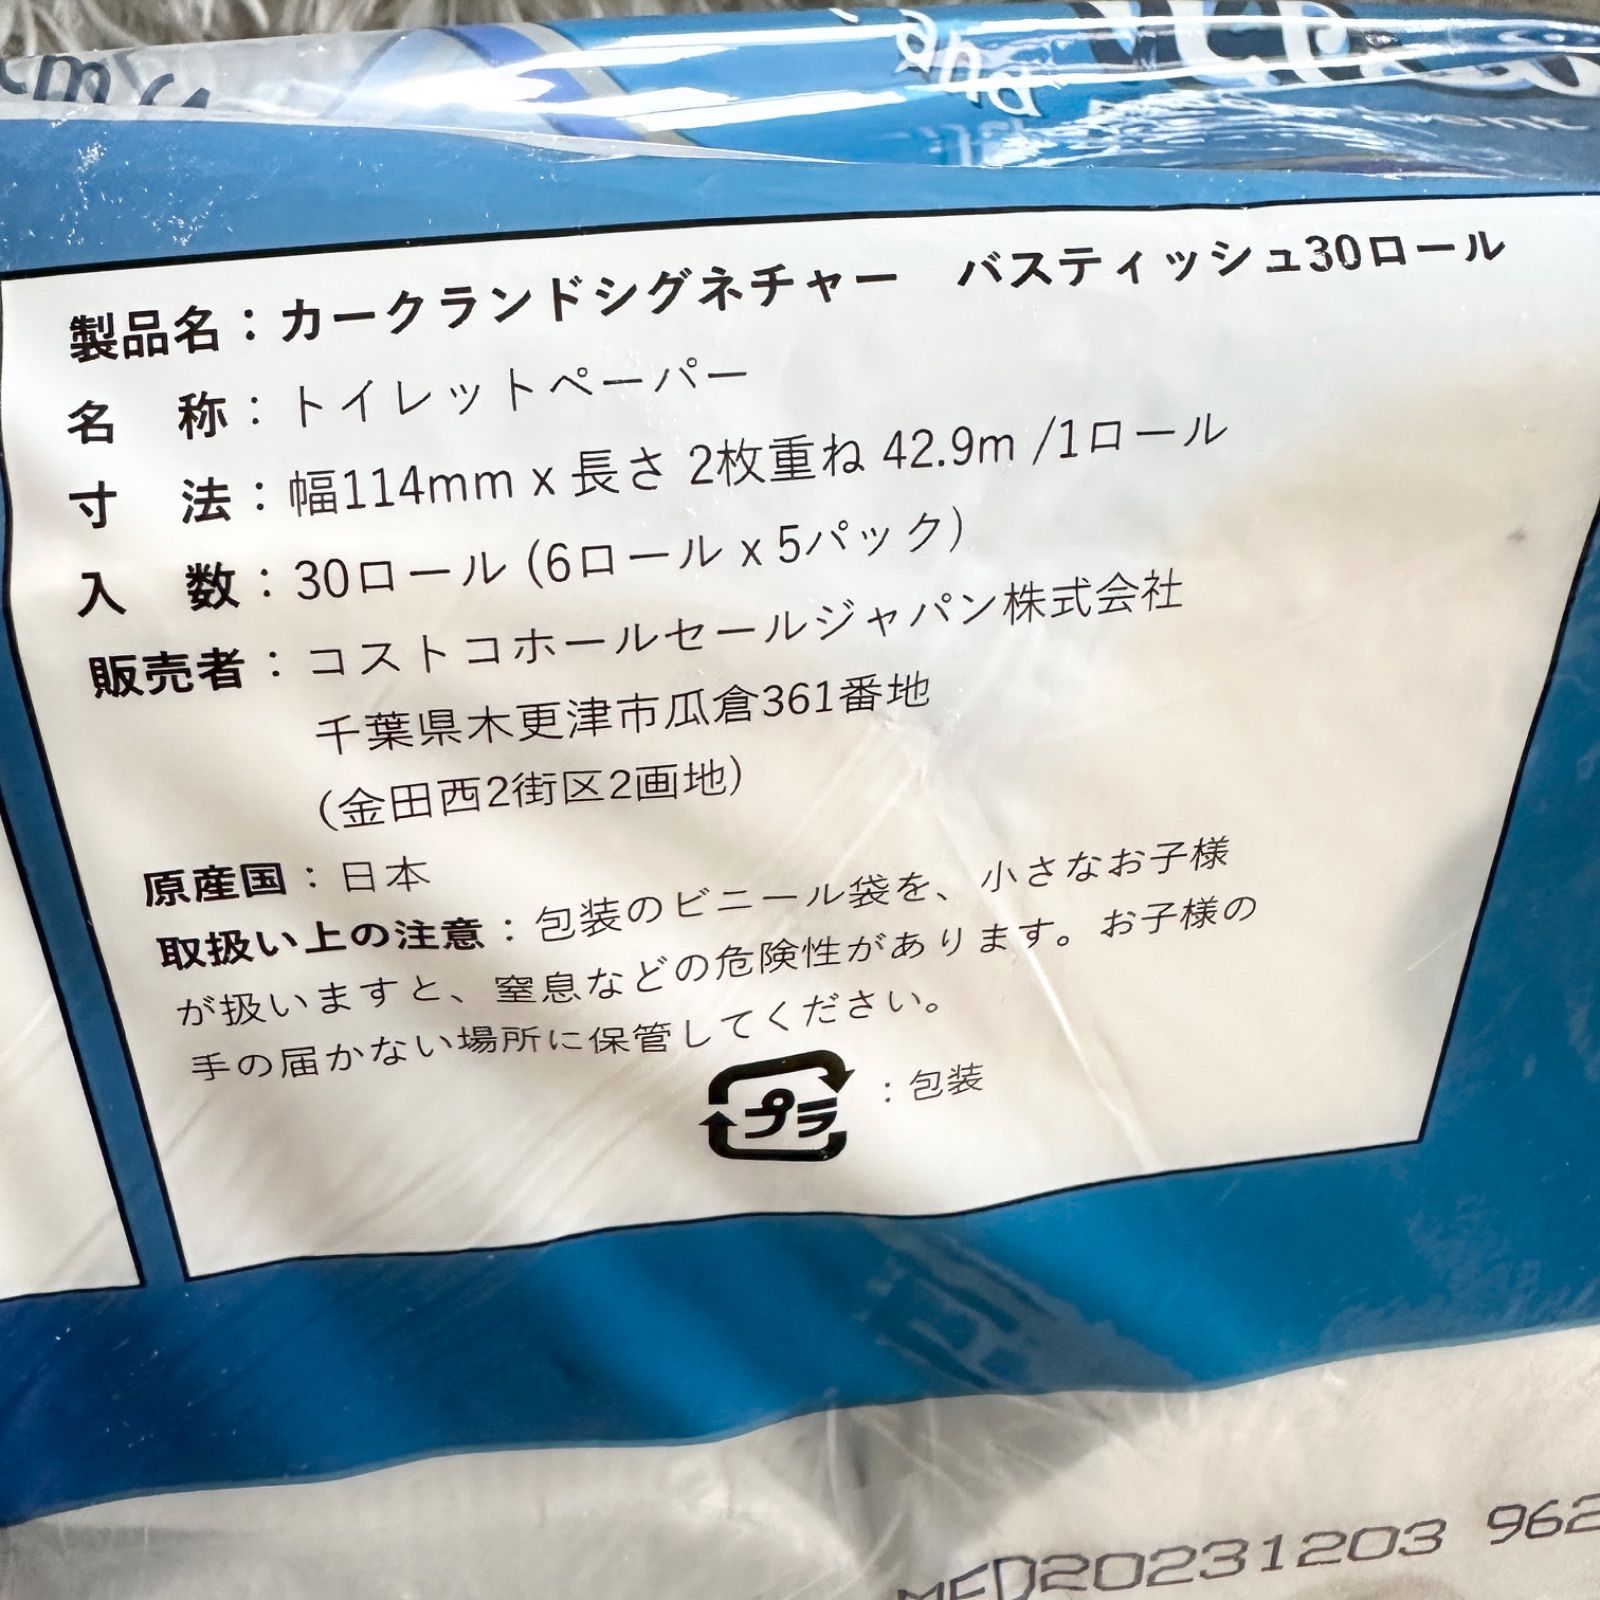 製品名：カークランドシグネチャー　バスティッシュ30ロール
名　称：トイレットペーパー
寸　法：幅114mm x 長さ 2枚重ね 42.9m /1ロール
入　数：30ロール (6ロール x 5パック)
販売者：コストコホールセールジャパン株式会社
千葉県木更津市瓜倉361番地
(金田西2街区2画地)
原産国：日本
取扱い上の注意：包装のビニール袋を、小さなお子様
が扱いますと、窒息などの危険性があります。お子様の
手の届かない場所に保管してください。
プラ：包装
MFD20231203 962